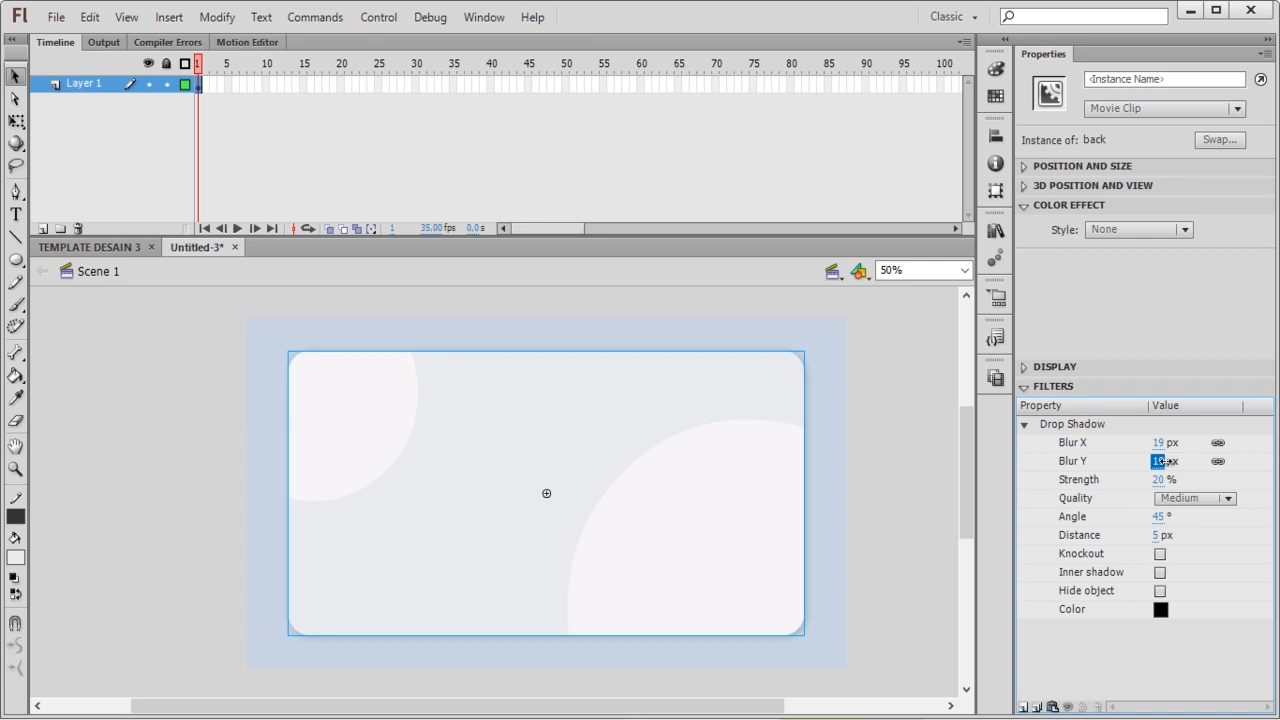 Fl File Edit View Insert Modify Text Commands Control Debug Window Help Classic
Timeline Output Compiler Errors Motion Editor
1 5 10 15 20 25 30 35 40 45 50 55 60 65 70 75 80 85 90 95 100
Layer 1
1 35,00 fps 0,0 s
TEMPLATE DESAIN 3 × Untitled-3* ×
Scene 1 50%
Properties
<Instance Name>
Movie Clip
Instance of: back Swap...
POSITION AND SIZE
3D POSITION AND VIEW
COLOR EFFECT
Style: None
DISPLAY
FILTERS
Property Value
Drop Shadow
Blur X 19 px
Blur Y
Strength 20 %
Quality Medium
Angle 45 °
Distance 5 px
Knockout
Inner shadow
Hide object
Color